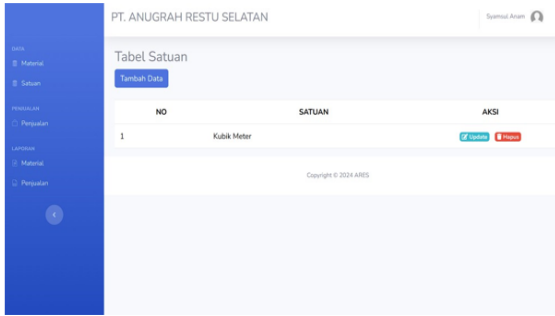 PT. ANUGRAH RESTU SELATAN
Syamsul Anam
DATA
Material
Satuan
PENJUALAN
Penjualan
LAPORAN
Material
Penjualan
Tabel Satuan
Tambah Data
NO SATUAN AKSI
1 Kubik Meter Update Hapus
Copyright © 2024 ARES